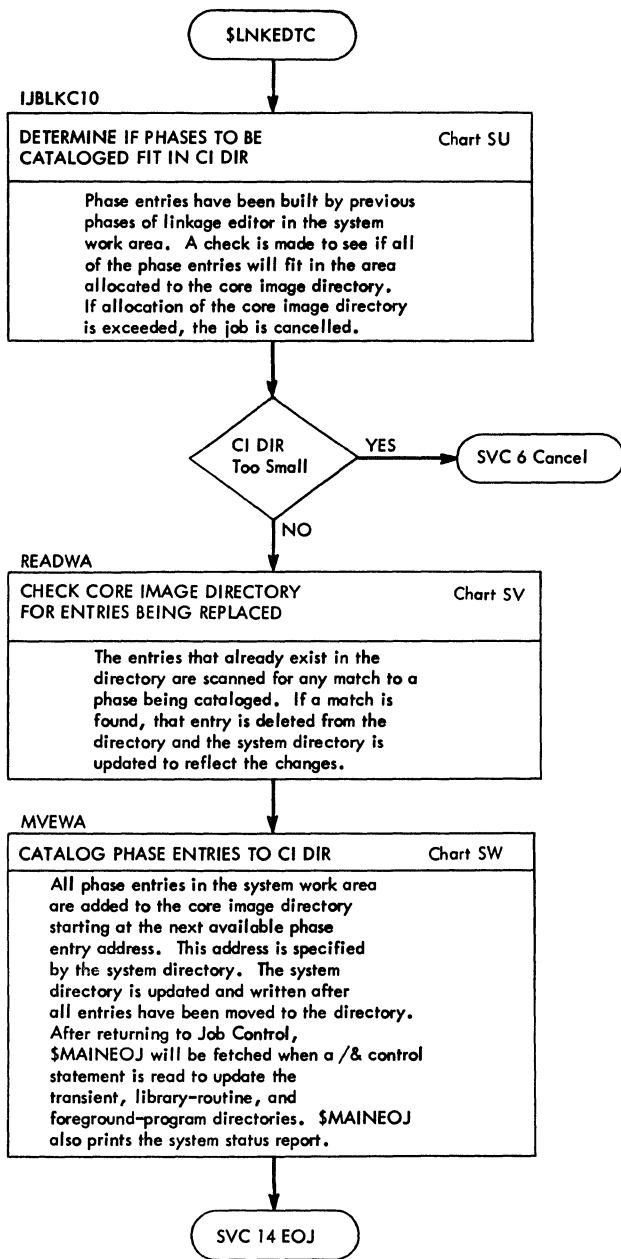 $LNKEDTC
IJBLKC10
DETERMINE IF PHASES TO BE
CATALOGED FIT IN CI DIR
Chart SU
Phase entries have been built by previous
phases of linkage editor in the system
work area. A check is made to see if all
of the phase entries will fit in the area
allocated to the core image directory.
If allocation of the core image directory
is exceeded, the job is cancelled.
CI DIR
Too Small
YES
SVC 6 Cancel
NO
READWA
CHECK CORE IMAGE DIRECTORY
FOR ENTRIES BEING REPLACED
Chart SV
The entries that already exist in the
directory are scanned for any match to a
phase being cataloged. If a match is
found, that entry is deleted from the
directory and the system directory is
updated to reflect the changes.
MVEWA
CATALOG PHASE ENTRIES TO CI DIR
Chart SW
All phase entries in the system work area
are added to the core image directory
starting at the next available phase
entry address. This address is specified
by the system directory. The system
directory is updated and written after
all entries have been moved to the directory.
After returning to Job Control,
$MAINEOJ will be fetched when a /& control
statement is read to update the
transient, library-routine, and
foreground-program directories. $MAINEOJ
also prints the system status report.
SVC 14 EOJ